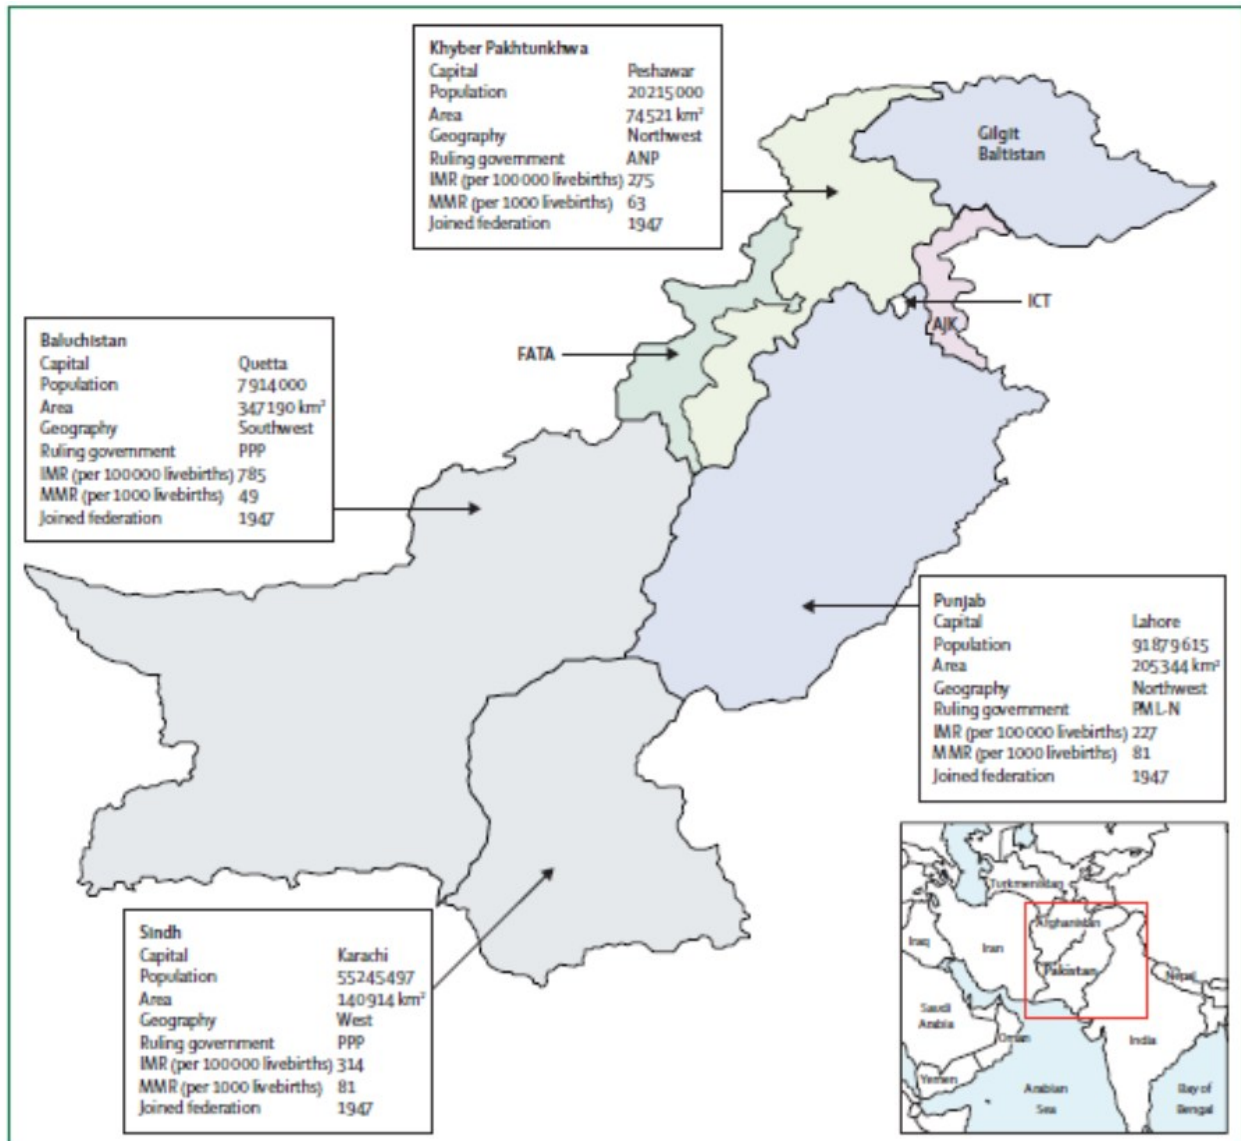 Khyber Pakhtunkhwa
Capital Peshawar
Population 20215000
Area 74521 km²
Geography Northwest
Ruling government ANP
IMR (per 100000 livebirths) 275
MMR (per 1000 livebirths) 63
Joined federation 1947
Gilgit
Baltistan
ICT
AJK
FATA
Baluchistan
Capital Quetta
Population 7914000
Area 347190 km²
Geography Southwest
Ruling government PPP
IMR (per 100000 livebirths) 785
MMR (per 1000 livebirths) 49
Joined federation 1947
Punjab
Capital Lahore
Population 91879615
Area 205344 km²
Geography Northwest
Ruling government PML-N
IMR (per 100000 livebirths) 227
MMR (per 1000 livebirths) 81
Joined federation 1947
Sindh
Capital Karachi
Population 55245497
Area 140914 km²
Geography West
Ruling government PPP
IMR (per 100000 livebirths) 314
MMR (per 1000 livebirths) 81
Joined federation 1947
Turkmenistan
Afghanistan
Iraq
Iran
Pakistan
Nepal
Saudi
Arabia
Oman
India
Yemen
Arabian
Sea
Bay of
Bengal